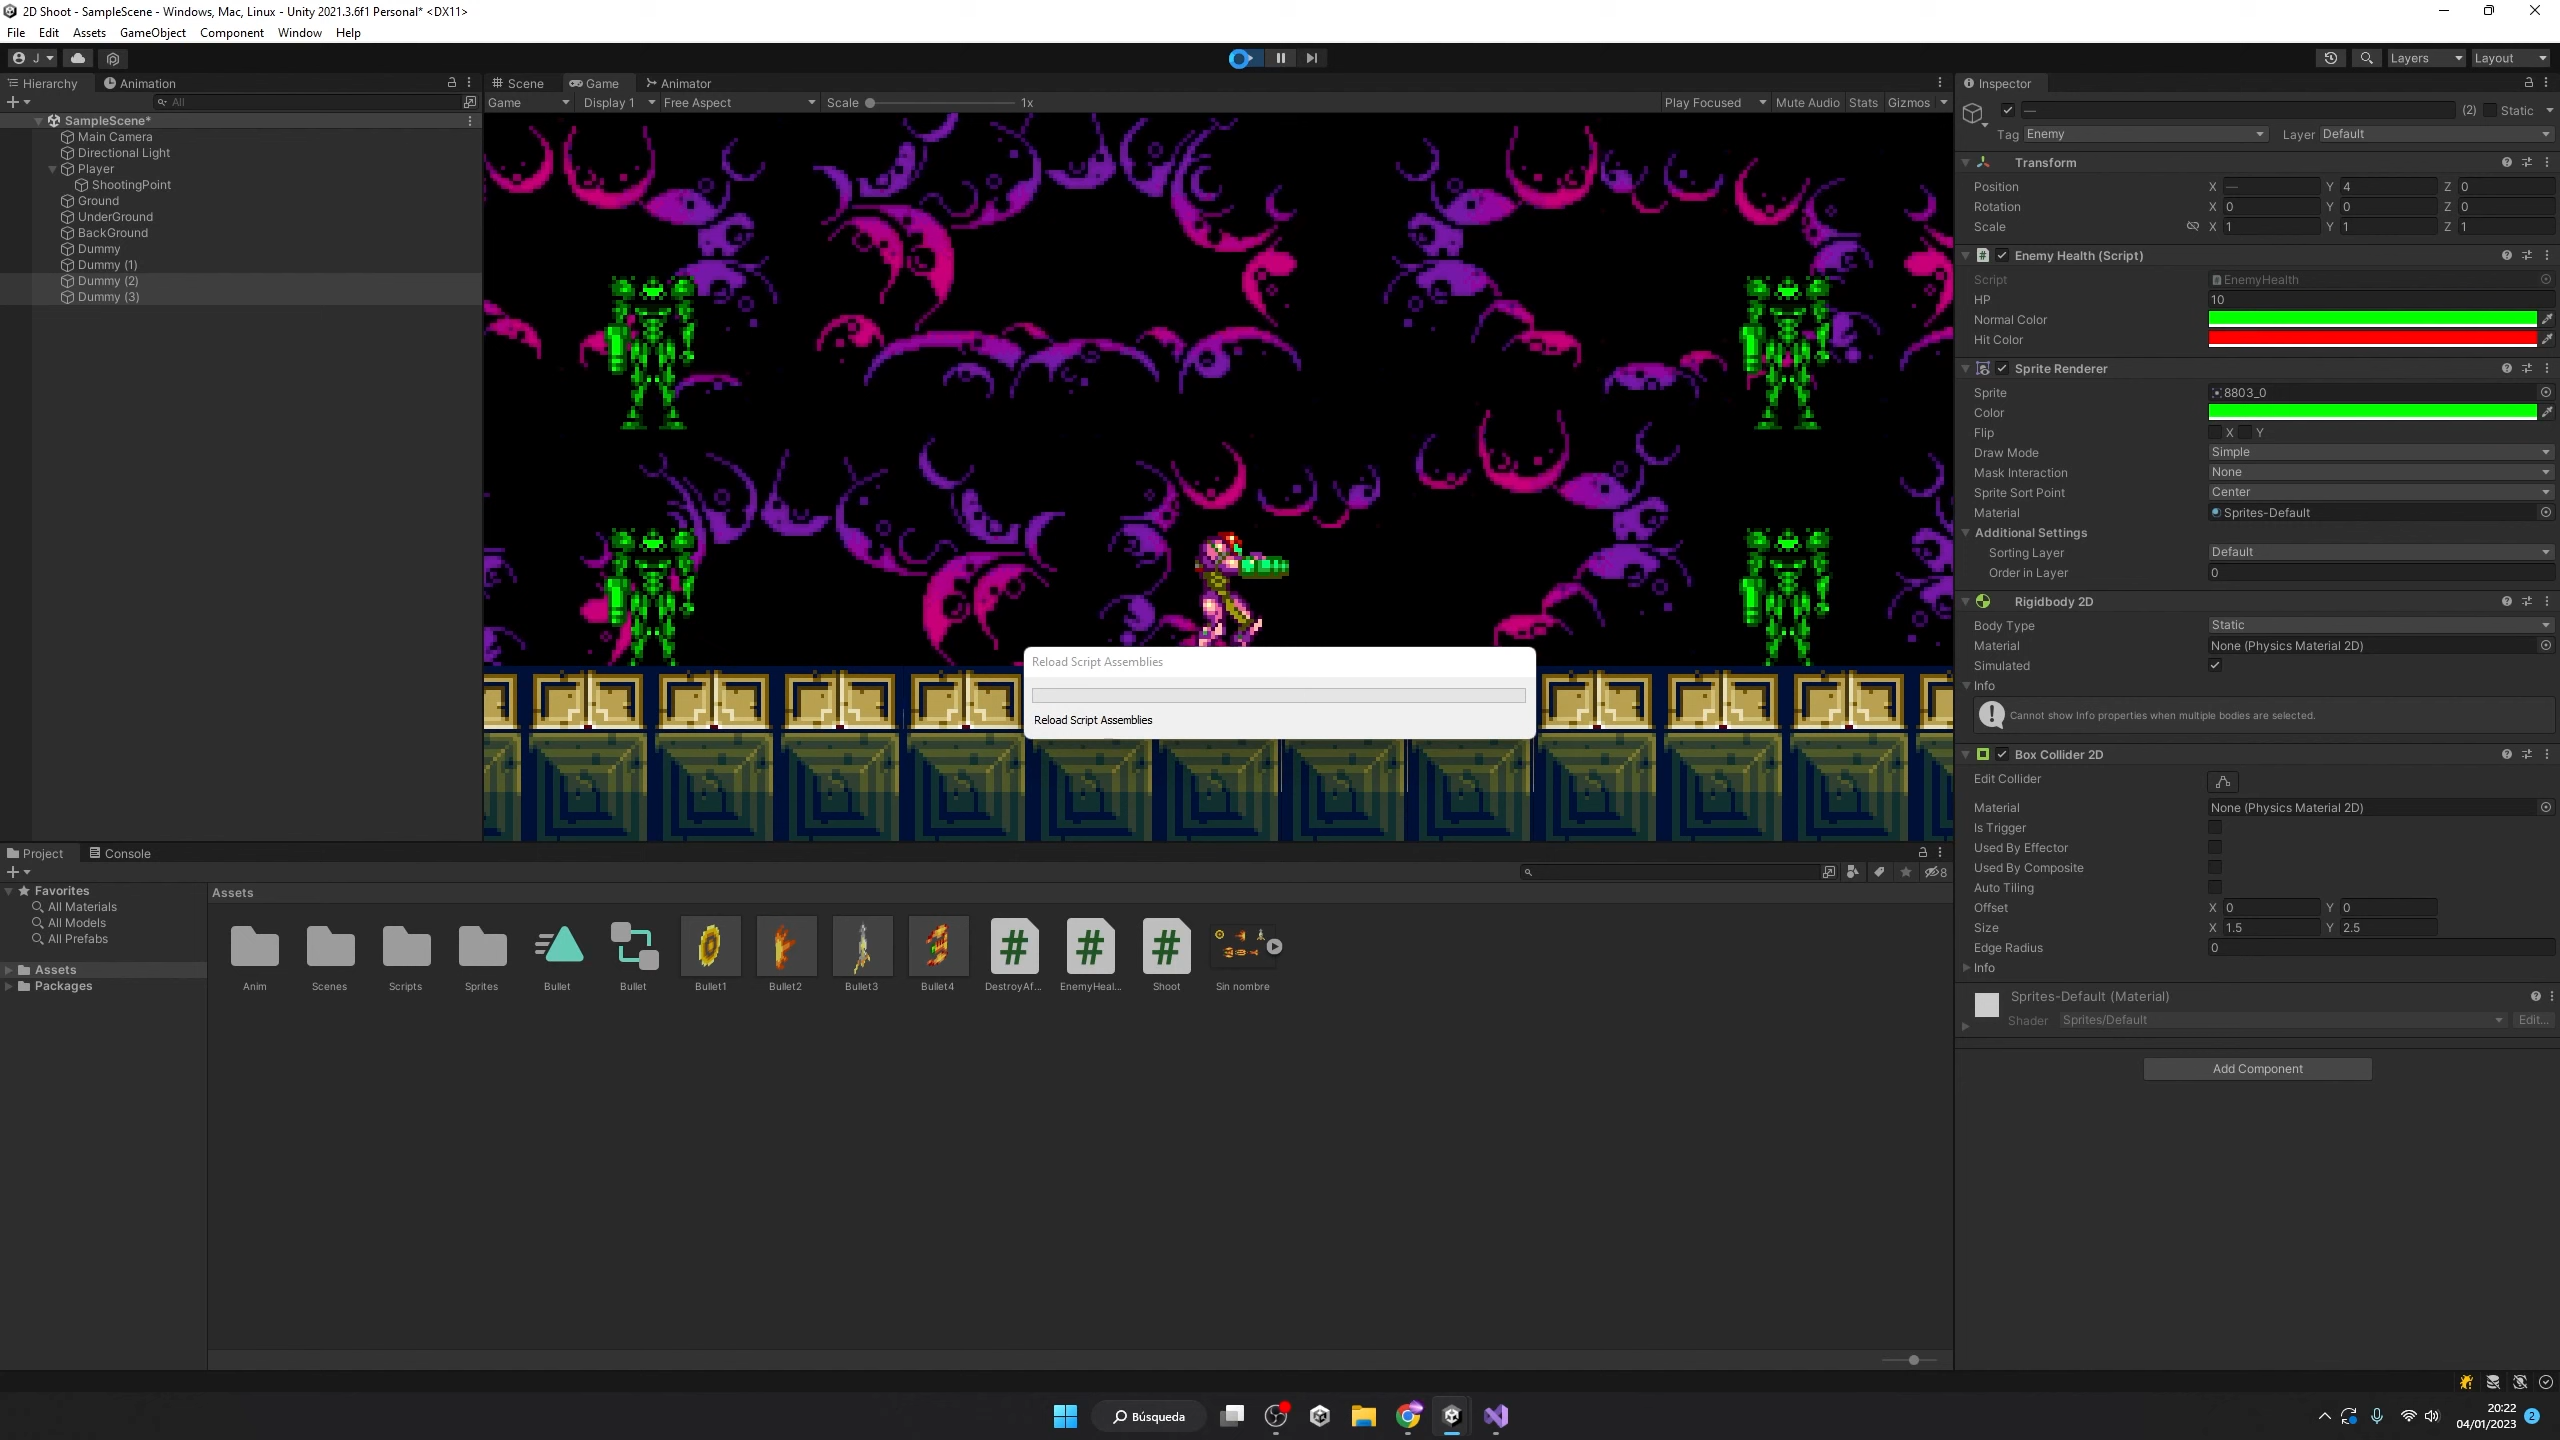 2D Shoot - SampleScene - Windows, Mac, Linux - Unity 2021.3.6f1 Personal* <DX11>
File Edit Assets GameObject Component Window Help
J Layers Layout
Hierarchy Animation Scene Game Animator Inspector
All Game Display 1 Free Aspect Scale 1x Play Focused Mute Audio Stats Gizmos
— (2) Static
Tag Enemy Layer Default
SampleScene*
Main Camera
Directional Light
Player
ShootingPoint
Ground
UnderGround
BackGround
Dummy
Dummy (1)
Dummy (2)
Dummy (3)
Reload Script Assemblies
Reload Script Assemblies
Transform
Position X — Y 4 Z 0
Rotation X 0 Y 0 Z 0
Scale X 1 Y 1 Z 1
# Enemy Health (Script)
Script EnemyHealth
HP 10
Normal Color
Hit Color
Sprite Renderer
Sprite 8803_0
Color
Flip X Y
Draw Mode Simple
Mask Interaction None
Sprite Sort Point Center
Material Sprites-Default
Additional Settings
Sorting Layer Default
Order in Layer 0
Rigidbody 2D
Body Type Static
Material None (Physics Material 2D)
Simulated
Info
Cannot show Info properties when multiple bodies are selected.
Box Collider 2D
Edit Collider
Material None (Physics Material 2D)
Is Trigger
Used By Effector
Used By Composite
Auto Tiling
Offset X 0 Y 0
Size X 1.5 Y 2.5
Edge Radius 0
Info
Sprites-Default (Material)
Shader Sprites/Default Edit...
Add Component
Project Console
8
Favorites
All Materials
All Models
All Prefabs
Assets
Packages
Assets
# # #
Anim Scenes Scripts Sprites Bullet Bullet Bullet1 Bullet2 Bullet3 Bullet4 DestroyAf... EnemyHeal... Shoot Sin nombre
Búsqueda
20:22
04/01/2023
2